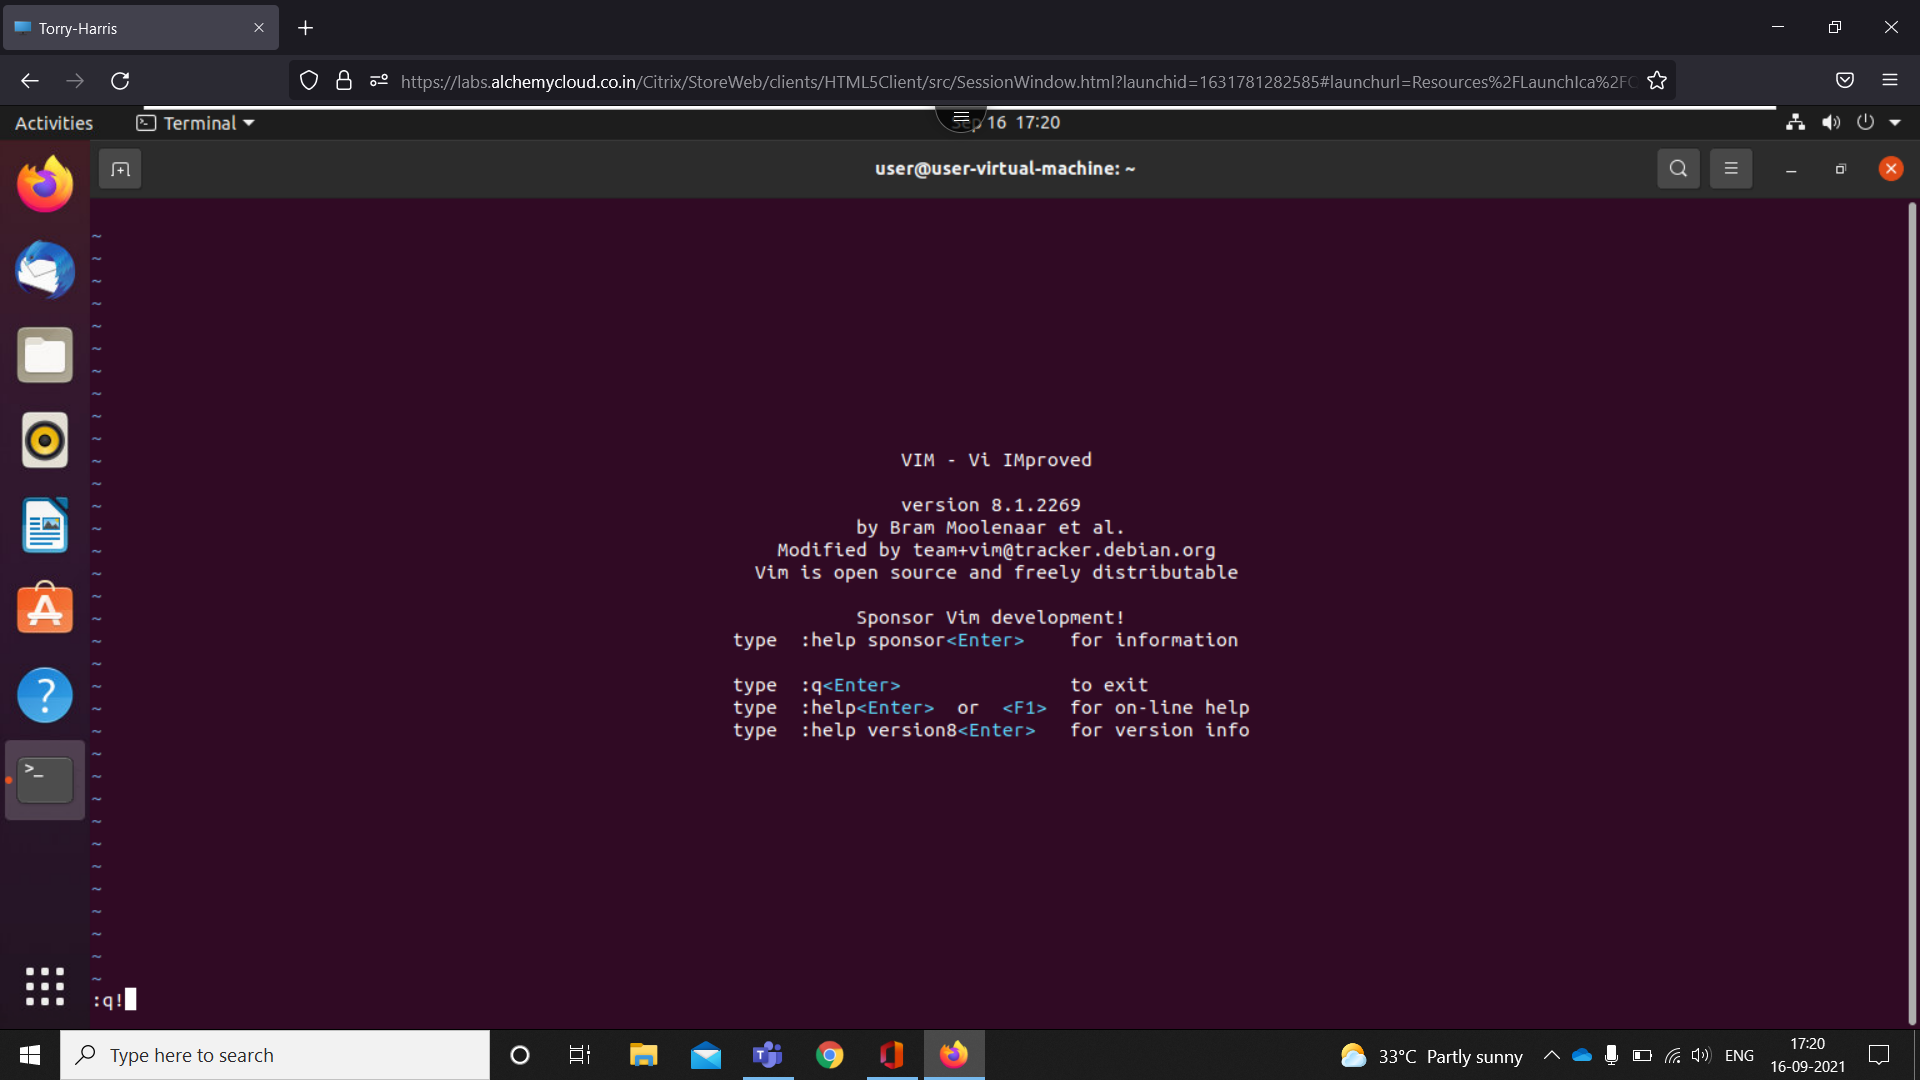 Torry-Harris
https://labs.alchemycloud.co.in/Citrix/StoreWeb/clients/HTML5Client/src/SessionWindow.html?launchid=1631781282585#launchurl=Resources%2FLaunchIca%2FC
Activities
Terminal
Sep 16 17:20
user@user-virtual-machine: ~
~
~
~
~
~
~
~
~
~
~
~ VIM - Vi IMproved
~
~ version 8.1.2269
~ by Bram Moolenaar et al.
~ Modified by team+vim@tracker.debian.org
~ Vim is open source and freely distributable
~
~ Sponsor Vim development!
~ type :help sponsor<Enter> for information
~
~ type :q<Enter> to exit
~ type :help<Enter> or <F1> for on-line help
~ type :help version8<Enter> for version info
~
~
~
~
~
~
~
~
~
~
~
:q!
Type here to search
33°C Partly sunny
ENG
17:20
16-09-2021